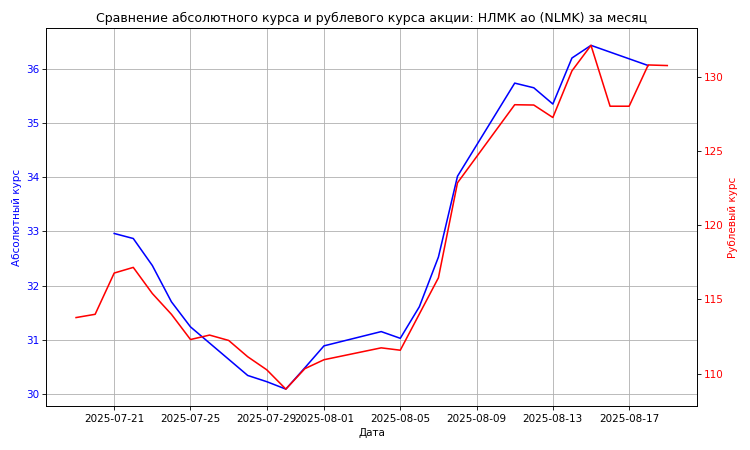 Сравнение абсолютного курса и рублевого курса акции: НЛМК ао (NLMK) за месяц
Абсолютный курс
36
35
34
33
32
31
30
130
125
120
115
110
Рублевый курс
2025-07-21 2025-07-25 2025-07-29 2025-08-01 2025-08-05 2025-08-09 2025-08-13 2025-08-17
Дата